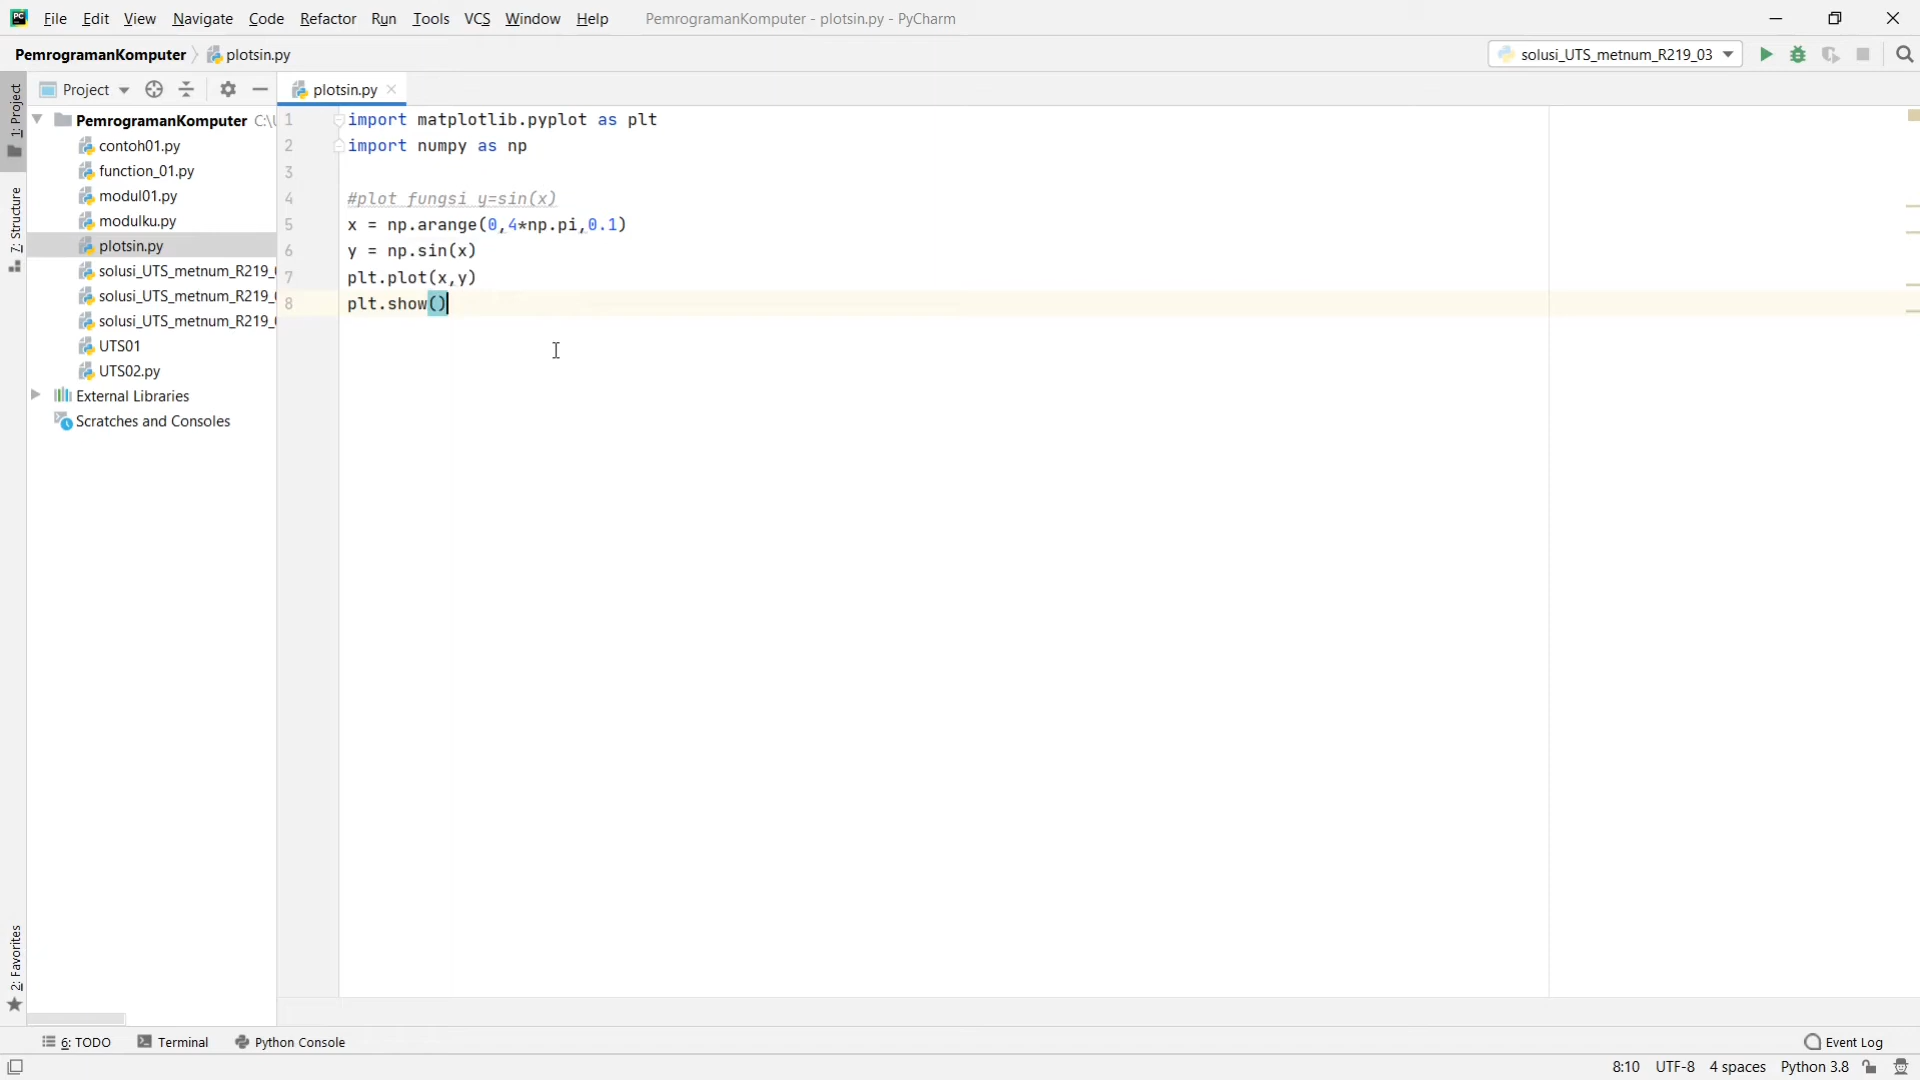 File Edit View Navigate Code Refactor Run Tools VCS Window Help PemrogramanKomputer - plotsin.py - PyCharm
PemrogramanKomputer plotsin.py solusi_UTS_metnum_R219_03
1: Project
7: Structure
2: Favorites
Project
PemrogramanKomputer C:\
contoh01.py
function_01.py
modul01.py
modulku.py
plotsin.py
solusi_UTS_metnum_R219_
solusi_UTS_metnum_R219_
solusi_UTS_metnum_R219_
UTS01
UTS02.py
External Libraries
Scratches and Consoles
plotsin.py
1 import matplotlib.pyplot as plt
2 import numpy as np
3
4 #plot fungsi y=sin(x)
5 x = np.arange(0,4*np.pi,0.1)
6 y = np.sin(x)
7 plt.plot(x,y)
8 plt.show()
6: TODO Terminal Python Console Event Log
8:10 UTF-8 4 spaces Python 3.8